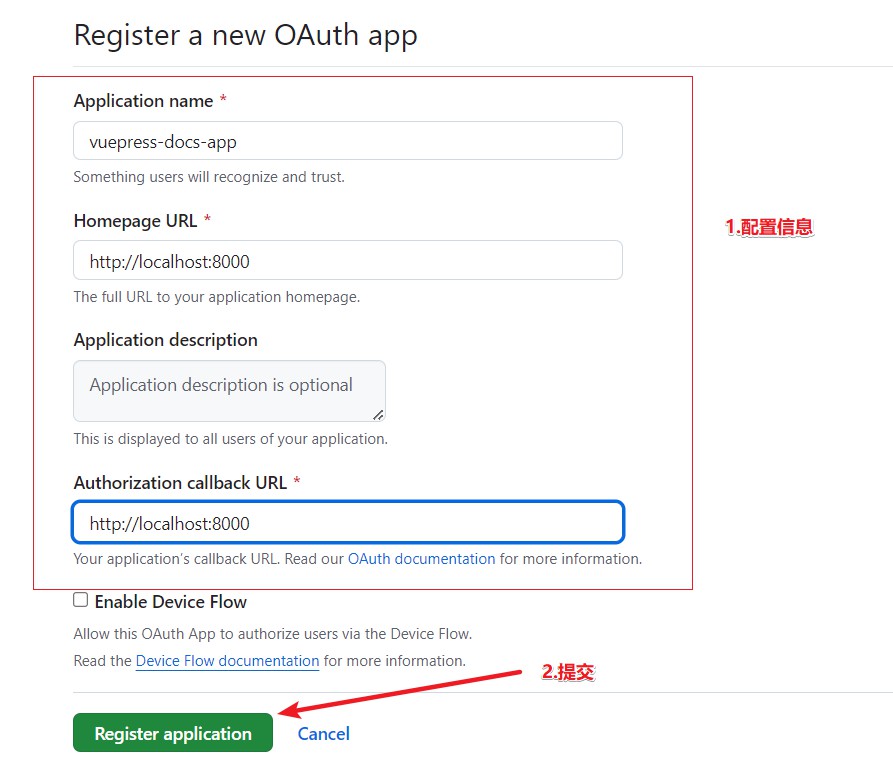 Register a new OAuth app
Application name *
vuepress-docs-app
Something users will recognize and trust.
Homepage URL *
http://localhost:8000
The full URL to your application homepage.
1.配置信息
Application description
Application description is optional
This is displayed to all users of your application.
Authorization callback URL *
http://localhost:8000
Your application’s callback URL. Read our OAuth documentation for more information.
Enable Device Flow
Allow this OAuth App to authorize users via the Device Flow.
Read the Device Flow documentation for more information.
2.提交
Register application
Cancel